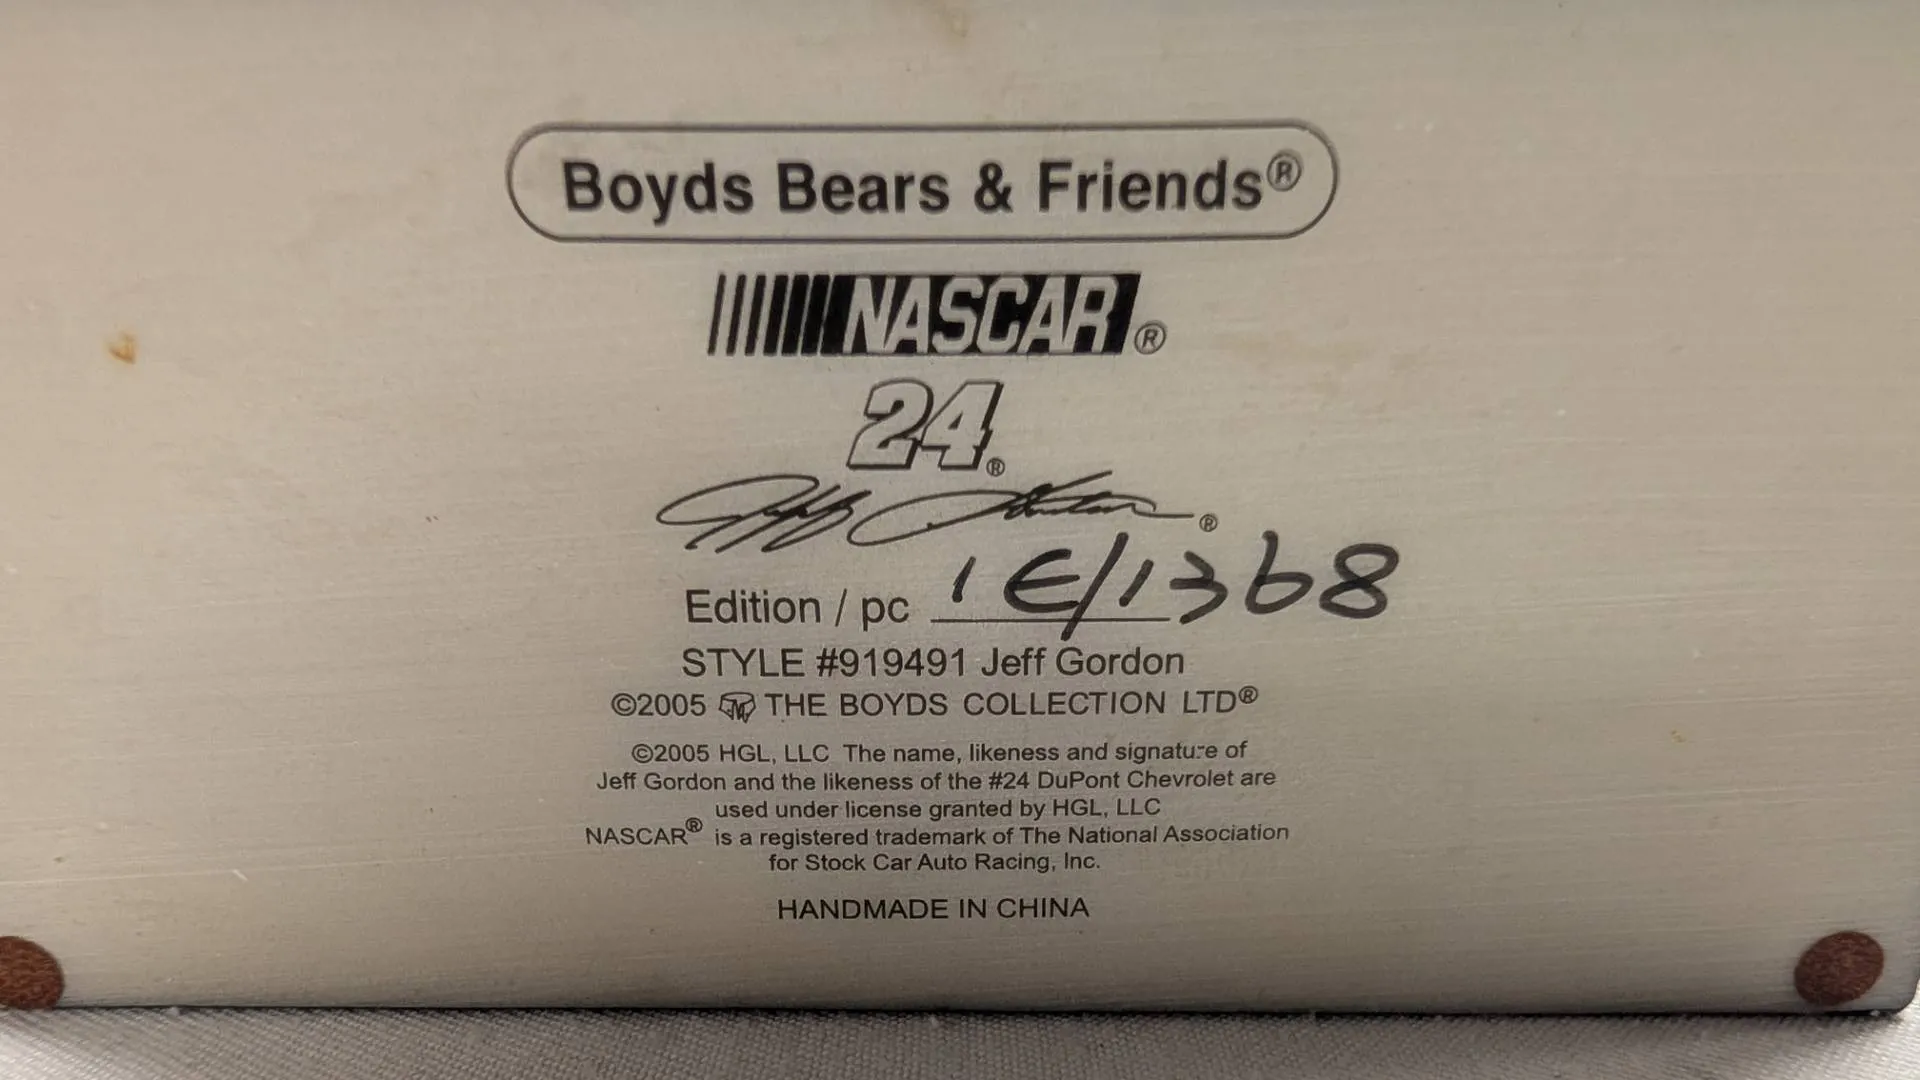 Boyds Bears & Friends®
NASCAR®
24®
Jeff Gordon®
Edition / pc 1E/1368
STYLE #919491 Jeff Gordon
©2005 THE BOYDS COLLECTION LTD®
©2005 HGL, LLC The name, likeness and signature of
Jeff Gordon and the likeness of the #24 DuPont Chevrolet are
used under license granted by HGL, LLC
NASCAR® is a registered trademark of The National Association
for Stock Car Auto Racing, Inc.
HANDMADE IN CHINA